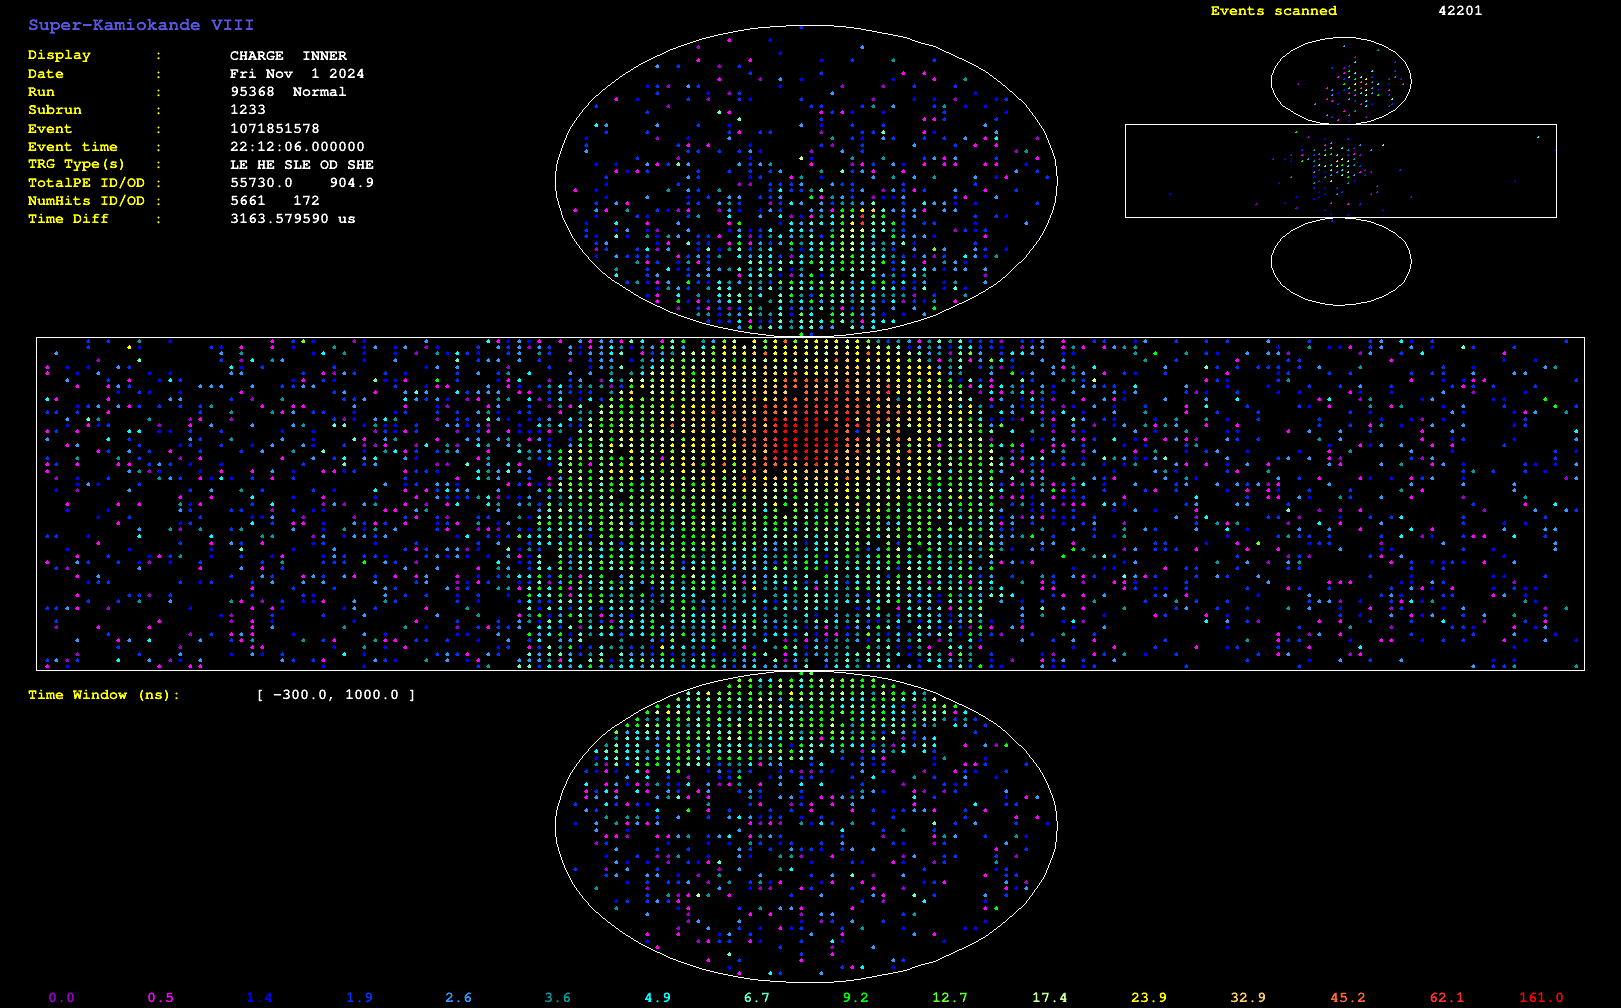 Super-Kamiokande VIII
Events scanned 42201
Display : CHARGE INNER
Date : Fri Nov 1 2024
Run : 95368 Normal
Subrun : 1233
Event : 1071851578
Event time : 22:12:06.000000
TRG Type(s) : LE HE SLE OD SHE
TotalPE ID/OD : 55730.0 904.9
NumHits ID/OD : 5661 172
Time Diff : 3163.579590 us
Time Window (ns): [ -300.0, 1000.0 ]
0.0 0.5 1.4 1.9 2.6 3.6 4.9 6.7 9.2 12.7 17.4 23.9 32.9 45.2 62.1 161.0